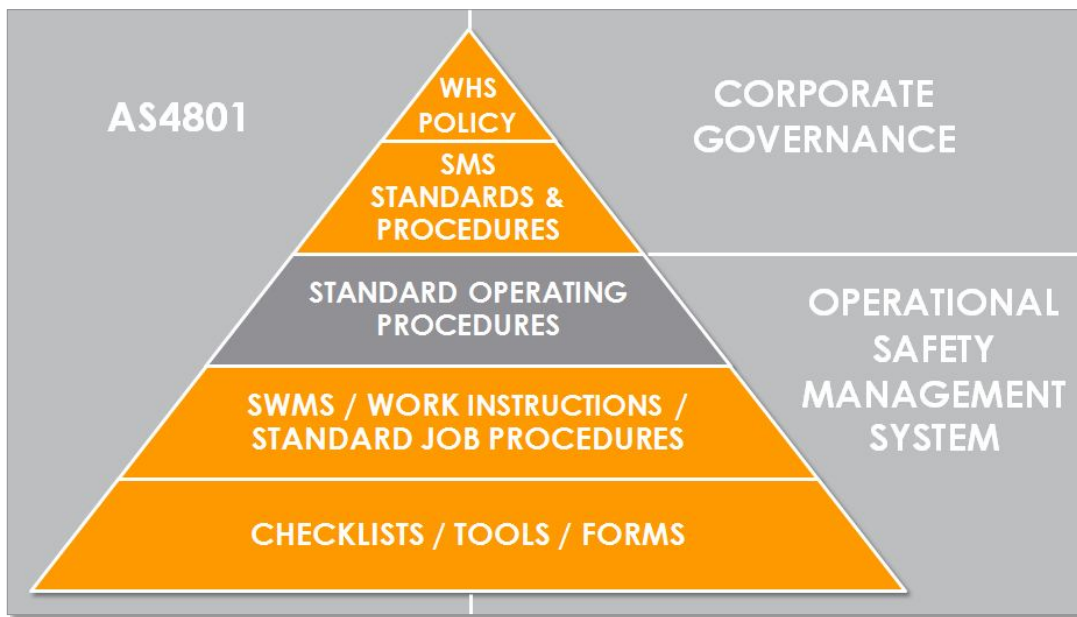 AS4801
WHS
POLICY
SMS
STANDARDS &
PROCEDURES
STANDARD OPERATING
PROCEDURES
SWMS / WORK INSTRUCTIONS /
STANDARD JOB PROCEDURES
CHECKLISTS / TOOLS / FORMS
CORPORATE
GOVERNANCE
OPERATIONAL
SAFETY
MANAGEMENT
SYSTEM